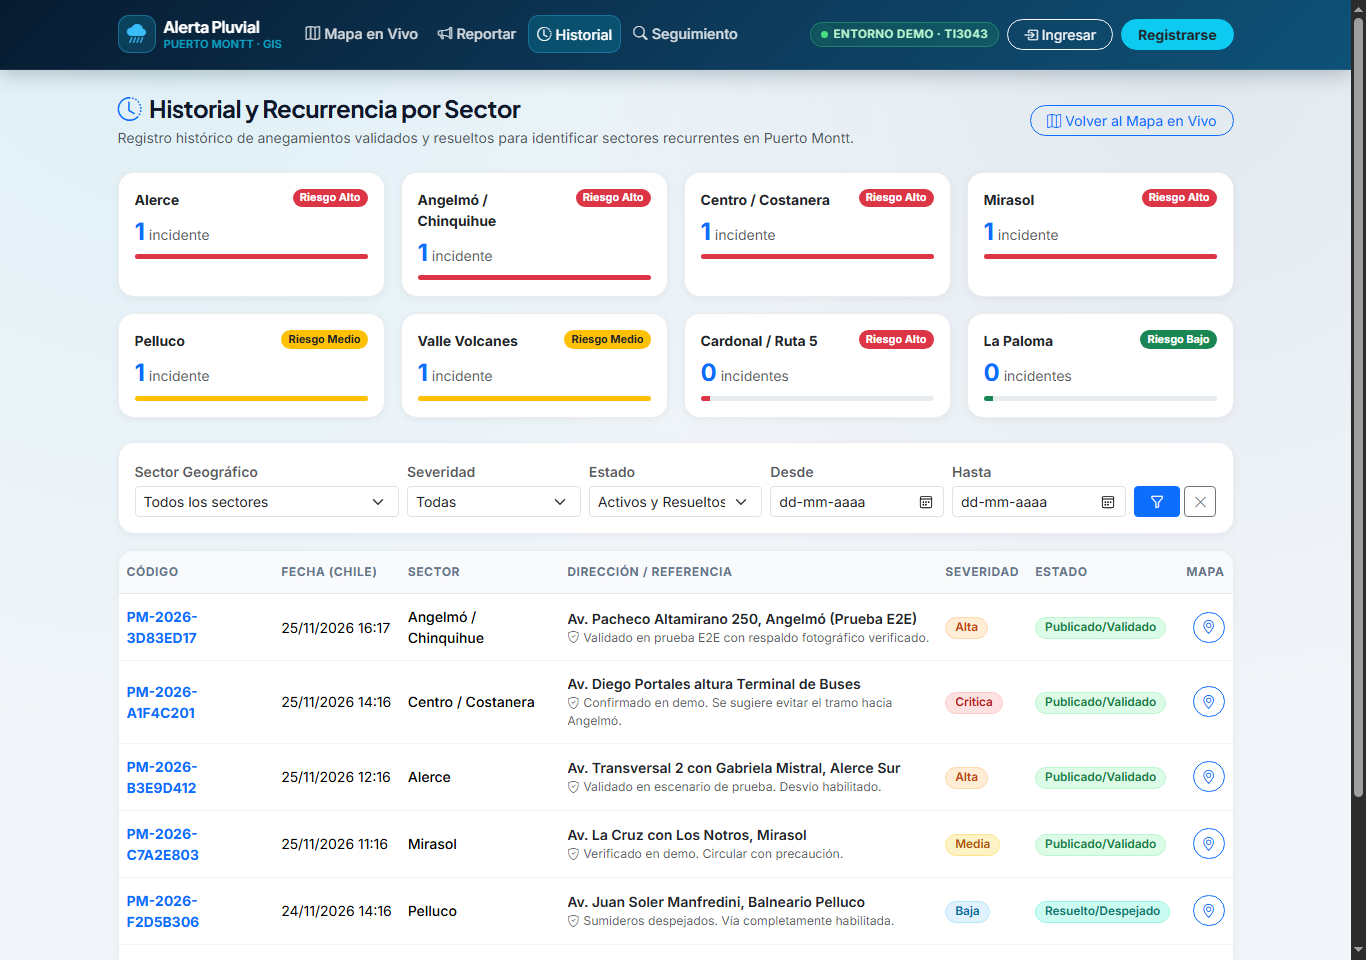 Alerta Pluvial
PUERTO MONTT · GIS
Mapa en Vivo
Reportar
Historial
Seguimiento
ENTORNO DEMO · TI3043
Ingresar
Registrarse
Historial y Recurrencia por Sector
Registro histórico de anegamientos validados y resueltos para identificar sectores recurrentes en Puerto Montt.
Volver al Mapa en Vivo
Alerce
Riesgo Alto
1 incidente
Angelmó /
Chinquihue
Riesgo Alto
1 incidente
Centro / Costanera
Riesgo Alto
1 incidente
Mirasol
Riesgo Alto
1 incidente
Pelluco
Riesgo Medio
1 incidente
Valle Volcanes
Riesgo Medio
1 incidente
Cardonal / Ruta 5
Riesgo Alto
0 incidentes
La Paloma
Riesgo Bajo
0 incidentes
Sector Geográfico
Severidad
Estado
Desde
Hasta
Todos los sectores
Todas
Activos y Resueltos
dd-mm-aaaa
dd-mm-aaaa
CÓDIGO
FECHA (CHILE)
SECTOR
DIRECCIÓN / REFERENCIA
SEVERIDAD
ESTADO
MAPA
PM-2026-
3D83ED17
25/11/2026 16:17
Angelmó /
Chinquihue
Av. Pacheco Altamirano 250, Angelmó (Prueba E2E)
Validado en prueba E2E con respaldo fotográfico verificado.
Alta
Publicado/Validado
PM-2026-
A1F4C201
25/11/2026 14:16
Centro / Costanera
Av. Diego Portales altura Terminal de Buses
Confirmado en demo. Se sugiere evitar el tramo hacia
Angelmó.
Critica
Publicado/Validado
PM-2026-
B3E9D412
25/11/2026 12:16
Alerce
Av. Transversal 2 con Gabriela Mistral, Alerce Sur
Validado en escenario de prueba. Desvío habilitado.
Alta
Publicado/Validado
PM-2026-
C7A2E803
25/11/2026 11:16
Mirasol
Av. La Cruz con Los Notros, Mirasol
Verificado en demo. Circular con precaución.
Media
Publicado/Validado
PM-2026-
F2D5B306
24/11/2026 14:16
Pelluco
Av. Juan Soler Manfredini, Balneario Pelluco
Sumideros despejados. Vía completamente habilitada.
Baja
Resuelto/Despejado